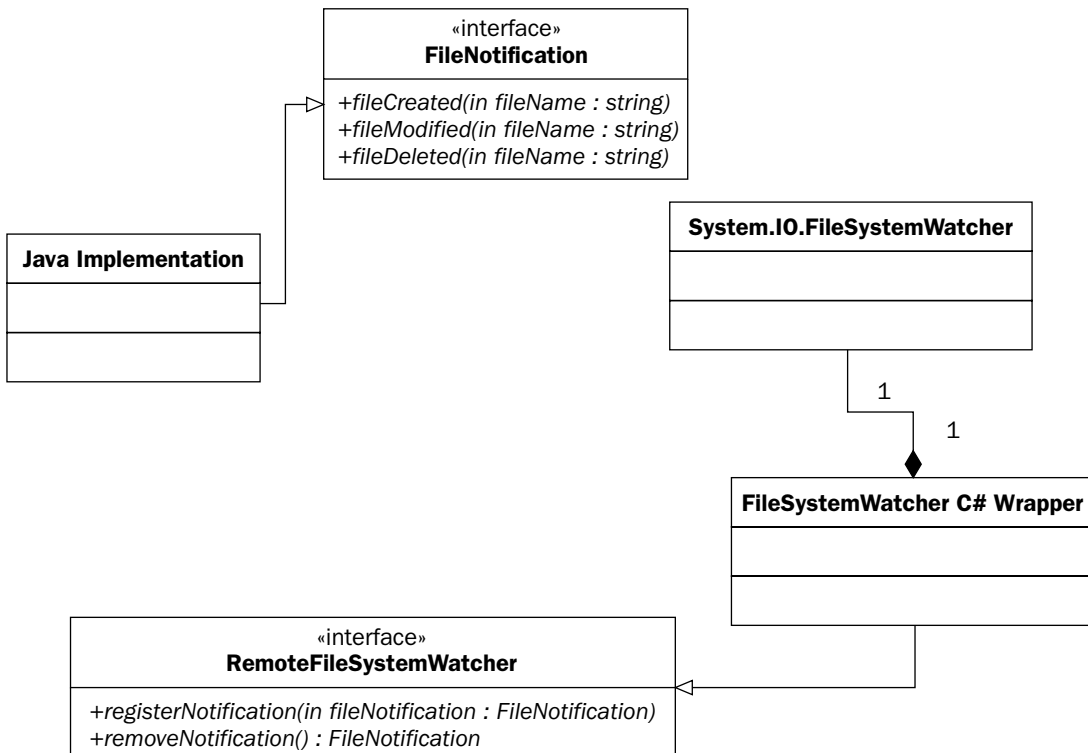 «interface»
FileNotification
+fileCreated(in fileName : string)
+fileModified(in fileName : string)
+fileDeleted(in fileName : string)
System.IO.FileSystemWatcher
Java Implementation
1
1
FileSystemWatcher C# Wrapper
«interface»
RemoteFileSystemWatcher
+registerNotification(in fileNotification : FileNotification)
+removeNotification() : FileNotification